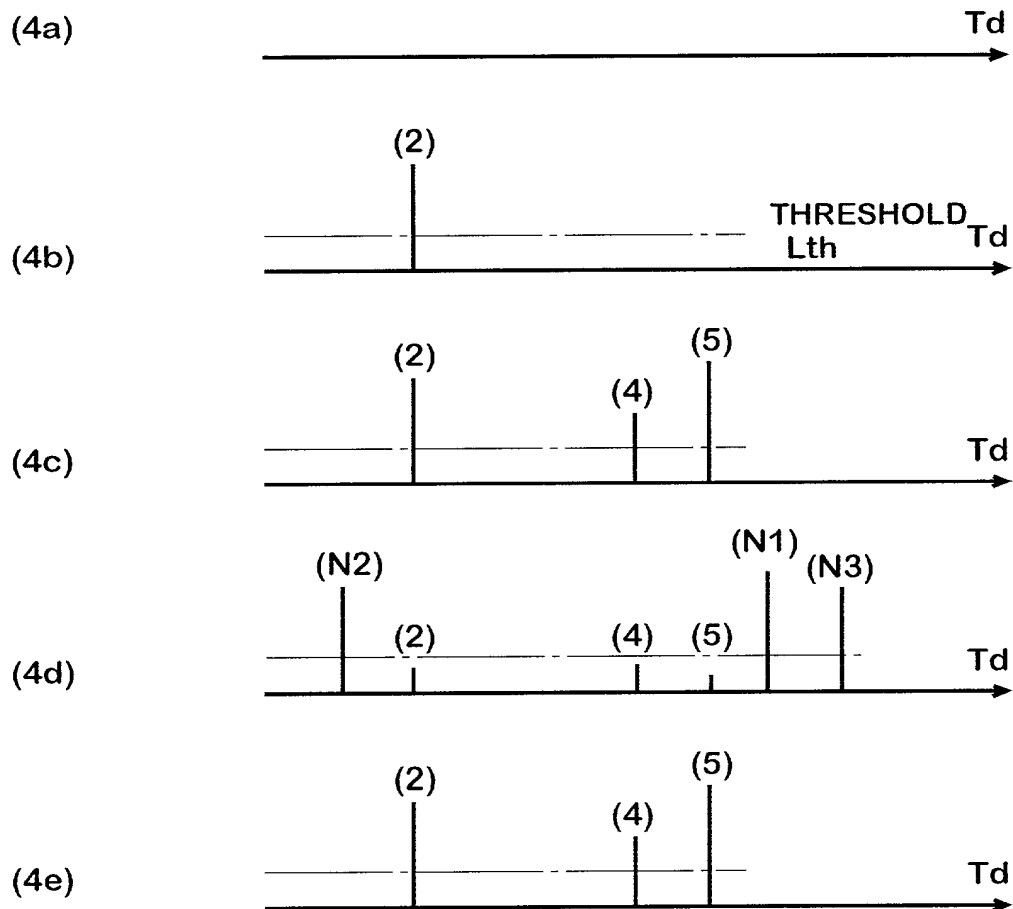 (4a)
Td
(2)
THRESHOLD
Lth
Td
(4b)
(2)
(4)
(5)
Td
(4c)
(N2)
(2)
(4)
(5)
(N1)
(N3)
Td
(4d)
(2)
(4)
(5)
Td
(4e)